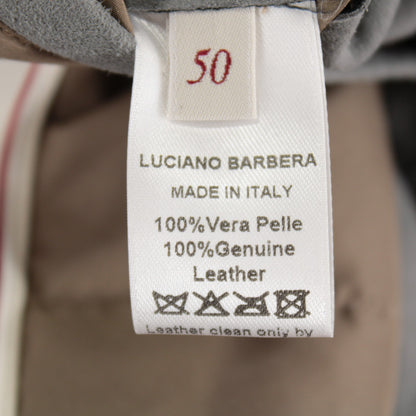 50
LUCIANO BARBERA
MADE IN ITALY
100%Vera Pelle
100%Genuine
Leather
Leather clean only by